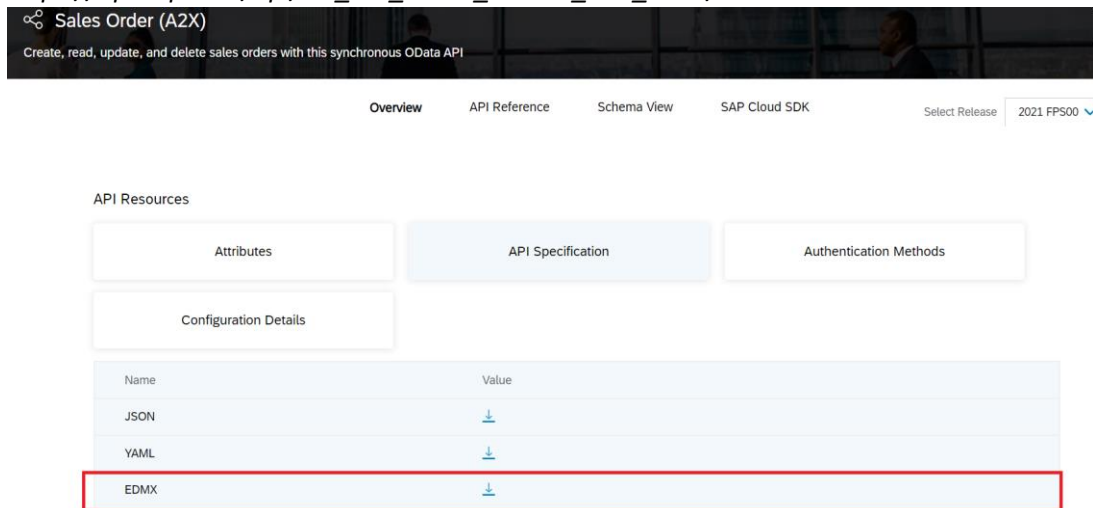 Sales Order (A2X)
Create, read, update, and delete sales orders with this synchronous OData API
Overview API Reference Schema View SAP Cloud SDK Select Release 2021 FPS00
API Resources
Attributes API Specification Authentication Methods
Configuration Details
Name Value
JSON
YAML
EDMX